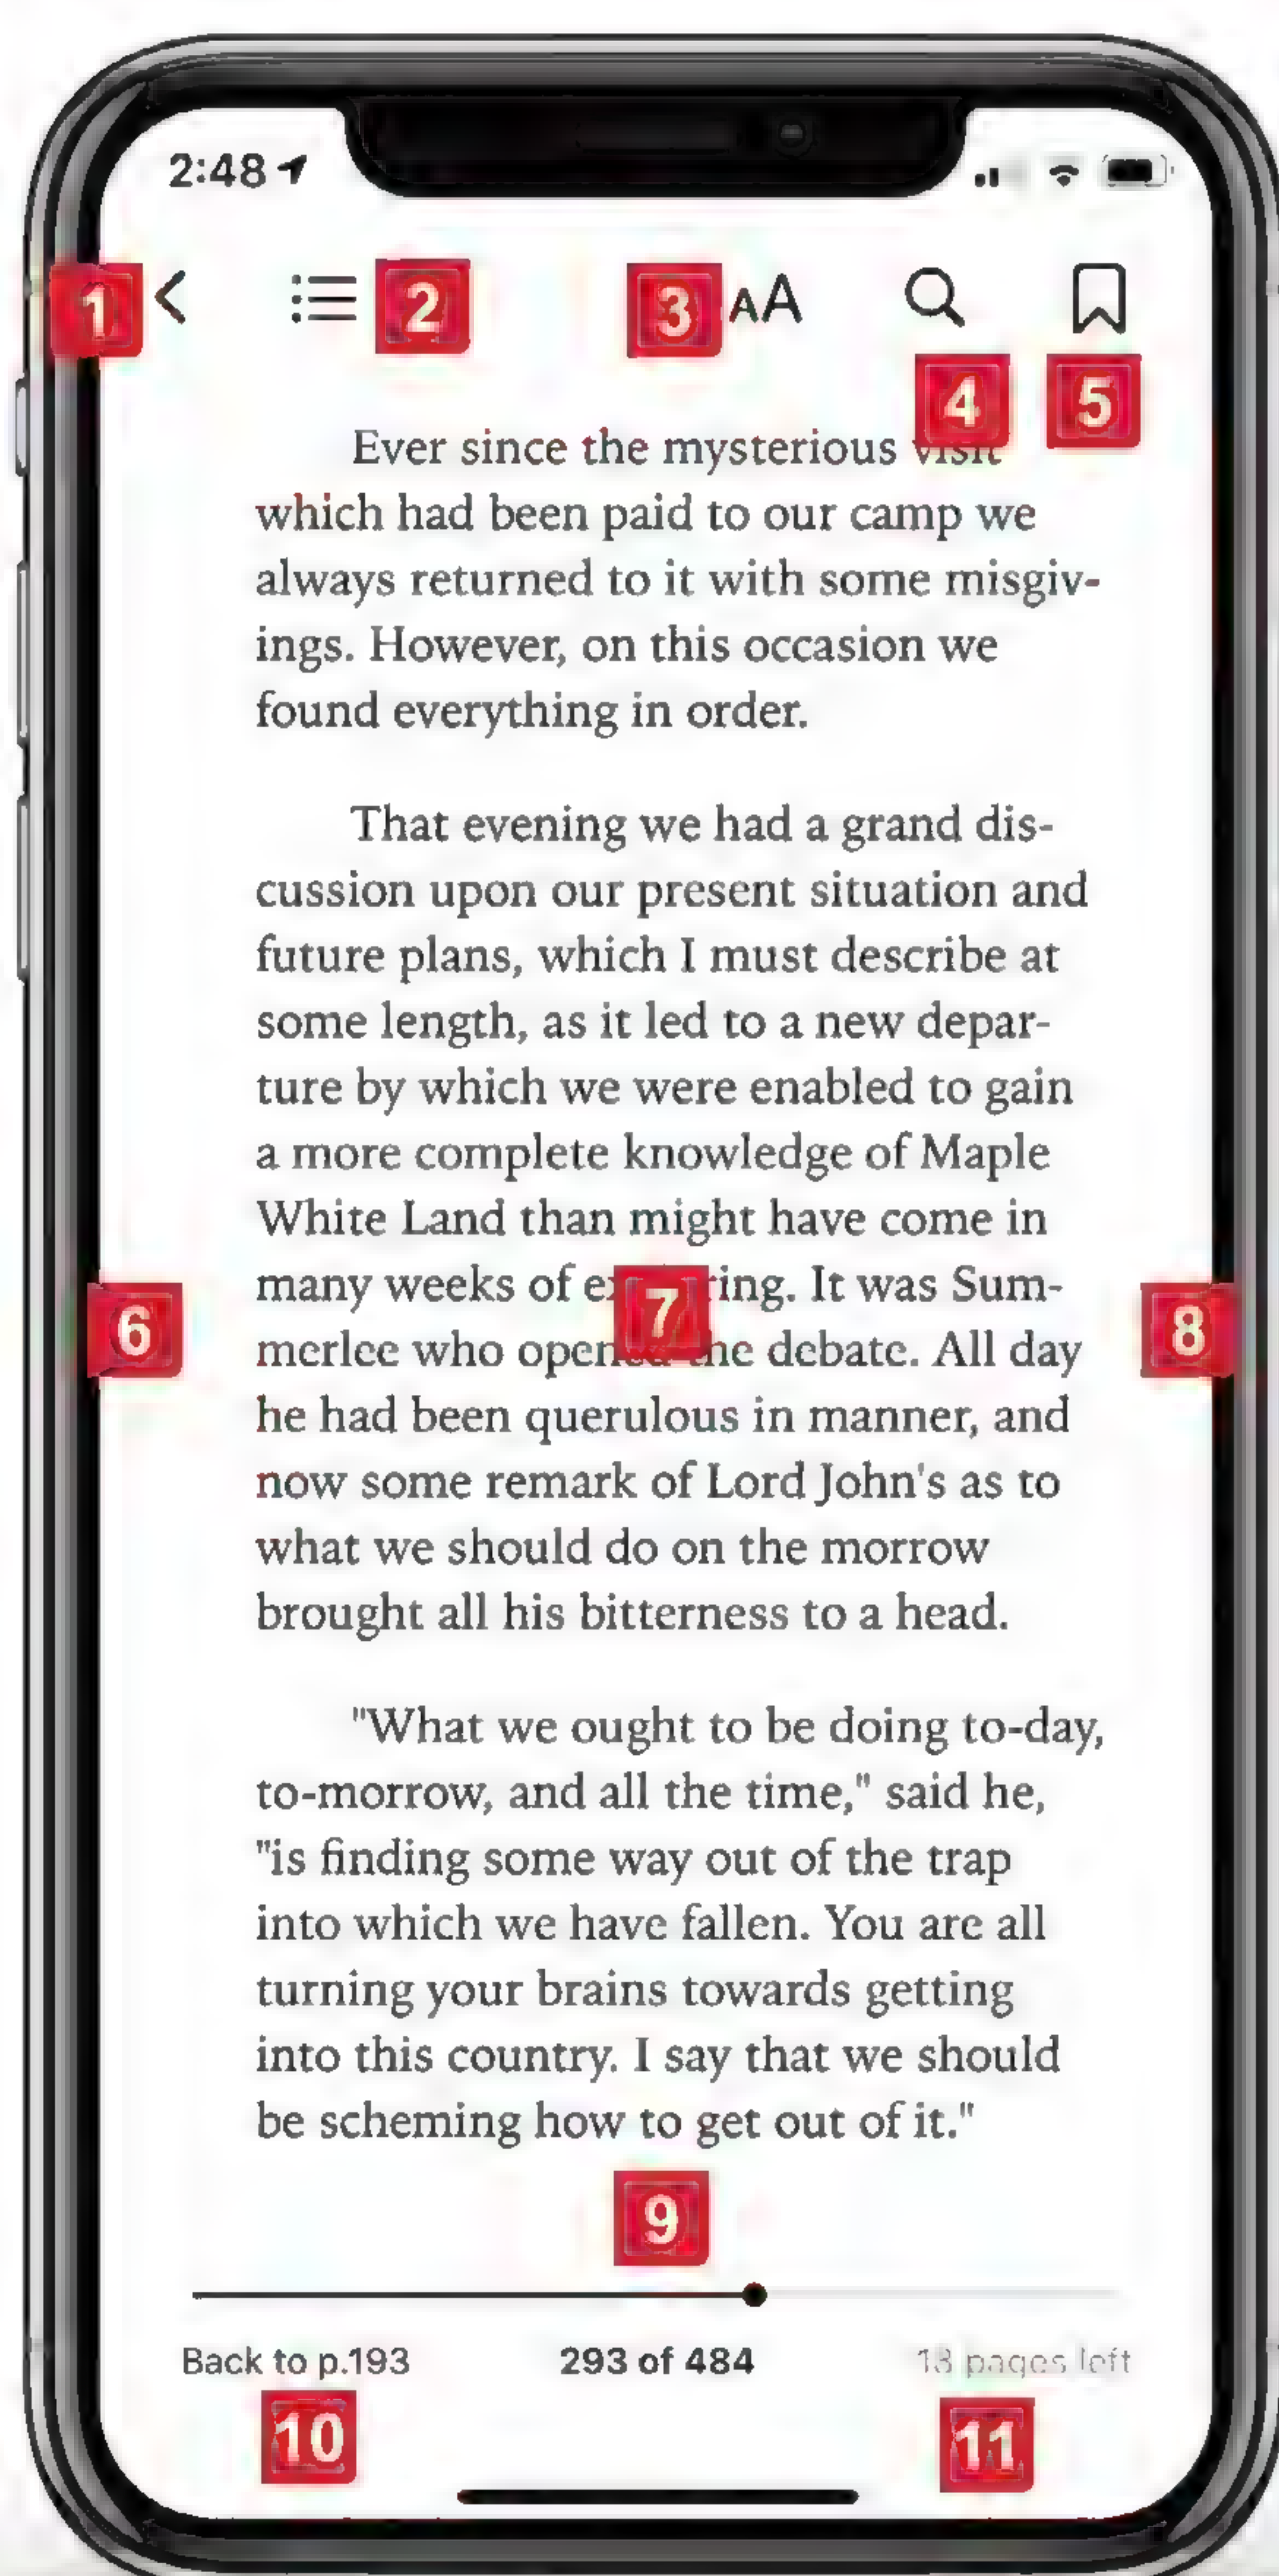 2:48
1
2
3
AA
4
5
Ever since the mysterious visit
which had been paid to our camp we
always returned to it with some misgiv-
ings. However, on this occasion we
found everything in order.
That evening we had a grand dis-
cussion upon our present situation and
future plans, which I must describe at
some length, as it led to a new depar-
ture by which we were enabled to gain
a more complete knowledge of Maple
White Land than might have come in
many weeks of ring. It was Sum-
merlee who opened the debate. All day
6
7
8
he had been querulous in manner, and
now some remark of Lord John's as to
what we should do on the morrow
brought all his bitterness to a head.
"What we ought to be doing to-day,
to-morrow, and all the time," said he,
"is finding some way out of the trap
into which we have fallen. You are all
turning your brains towards getting
into this country. I say that we should
be scheming how to get out of it."
9
Back to p.193
293 of 484
13 pages left
10
11